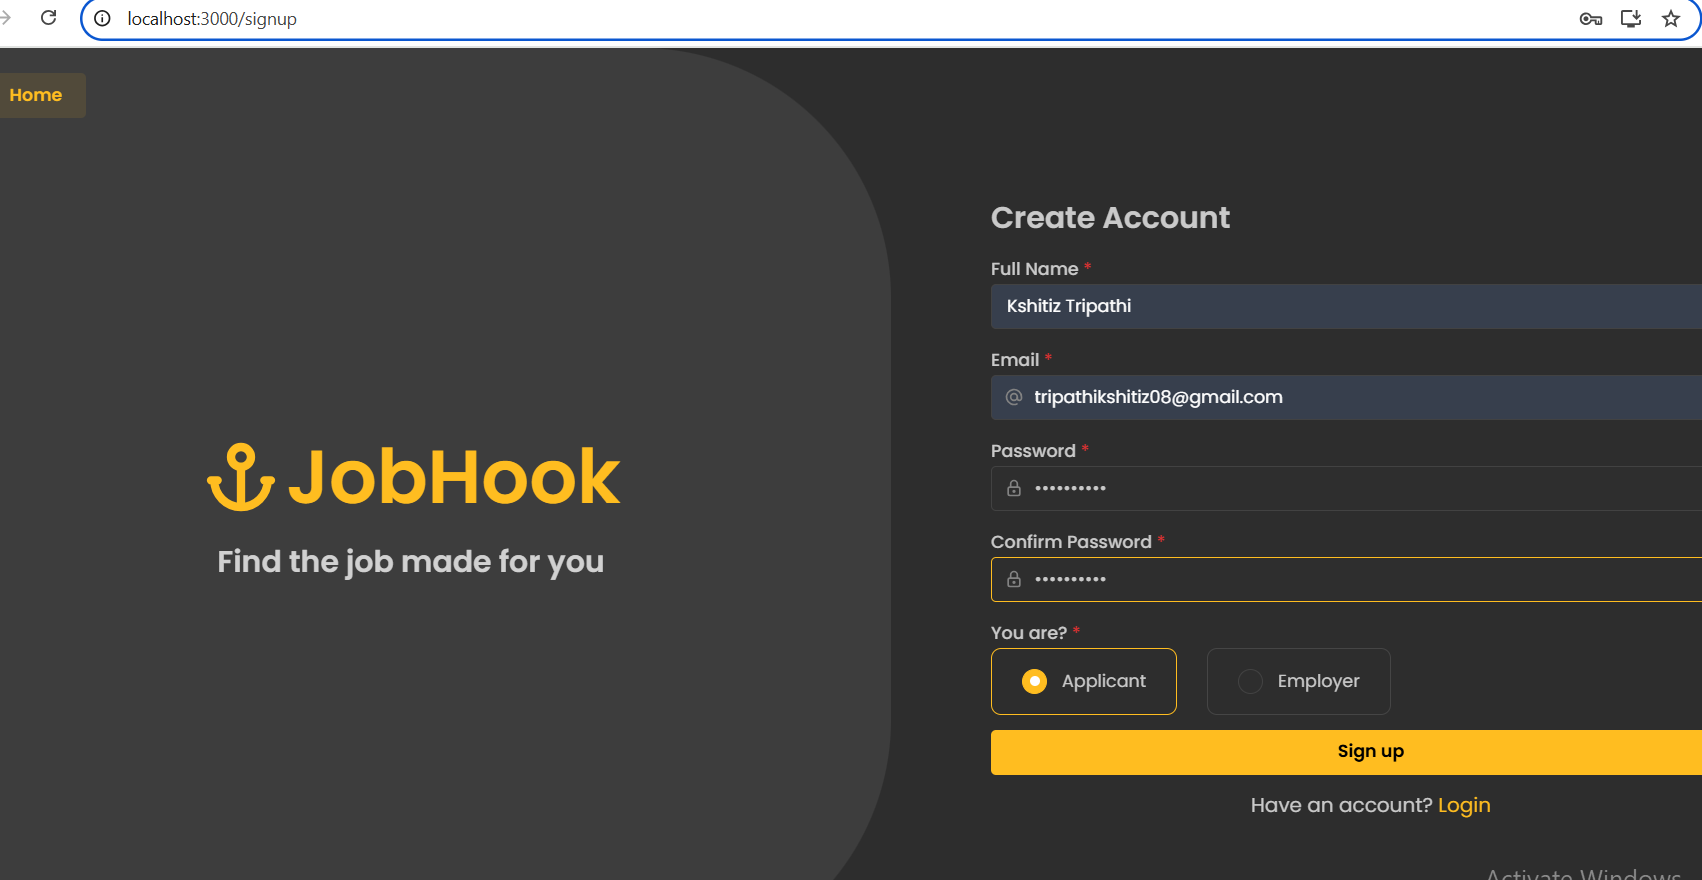 localhost:3000/signup
Home
JobHook
Find the job made for you
Create Account
Full Name *
Kshitiz Tripathi
Email *
@ tripathikshitiz08@gmail.com
Password *
••••••••••
Confirm Password *
••••••••••
You are? *
Applicant
Employer
Sign up
Have an account? Login
Activate Windows